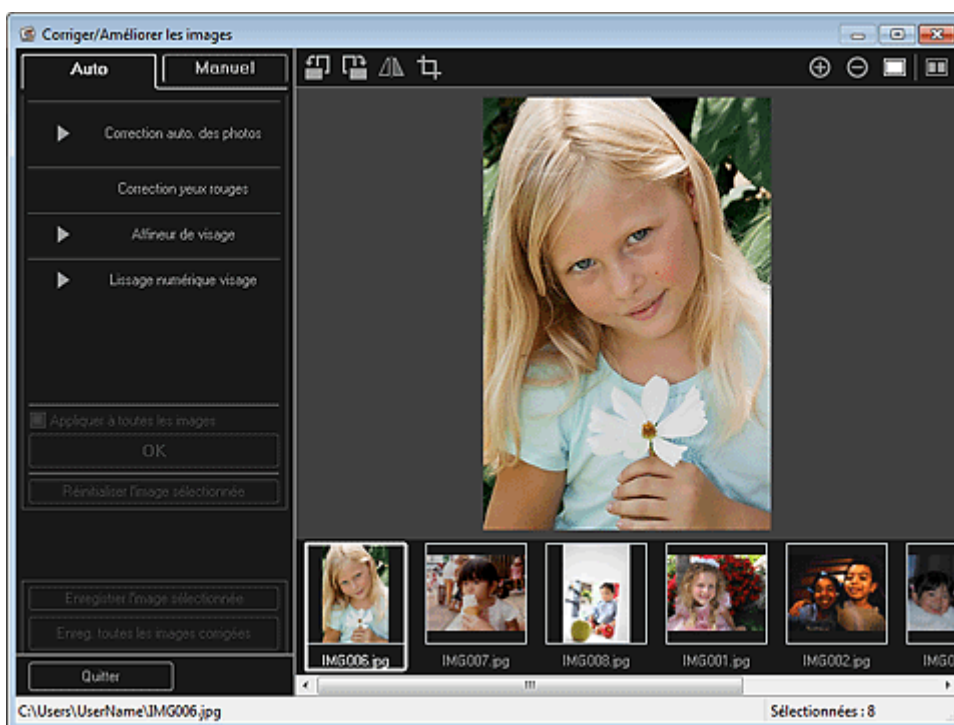 Corriger/Améliorer les images
Auto
Manuel
Correction auto. des photos
Correction yeux rouges
Affineur de visage
Lissage numérique visage
Appliquer à toutes les images
OK
Réinitialiser l'image sélectionnée
Enregistrer l'image sélectionnée
Enreg. toutes les images corrigées
Quitter
IMG006.jpg
IMG007.jpg
IMG008.jpg
IMG001.jpg
IMG002.jpg
IMG0
C:\Users\UserName\IMG006.jpg
Sélectionnées : 8